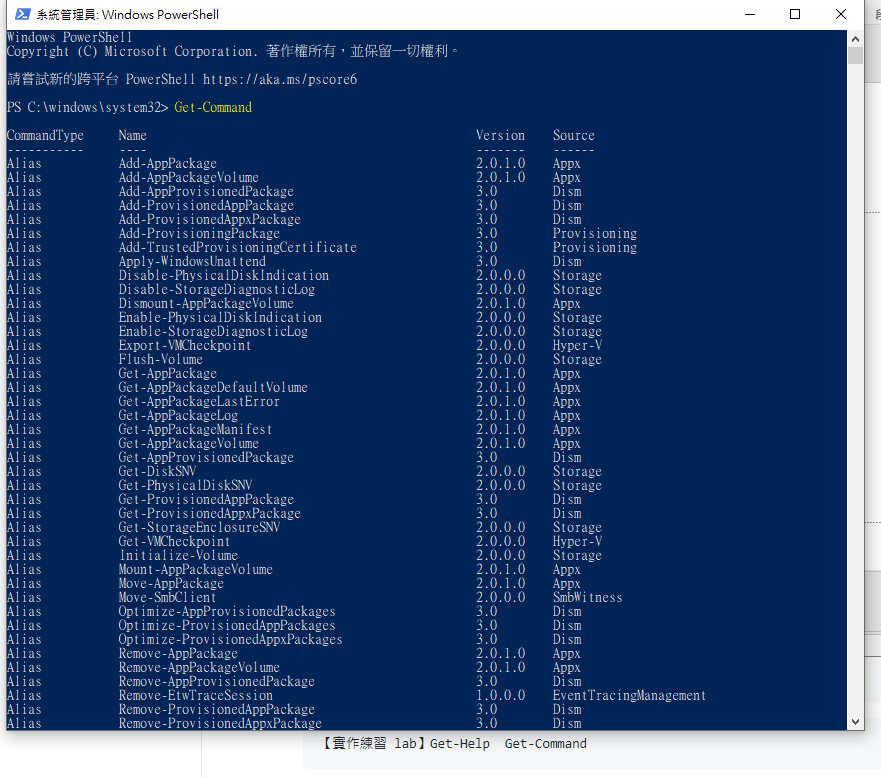 系統管理員: Windows PowerShell
Windows PowerShell
Copyright (C) Microsoft Corporation. 著作權所有，並保留一切權利。
請嘗試新的跨平台 PowerShell https://aka.ms/pscore6
PS C:\windows\system32> Get-Command
CommandType     Name                                               Version    Source
-----------     ----                                               -------    ------
Alias           Add-AppPackage                                     2.0.1.0    Appx
Alias           Add-AppPackageVolume                               2.0.1.0    Appx
Alias           Add-AppProvisionedPackage                          3.0        Dism
Alias           Add-ProvisionedAppPackage                          3.0        Dism
Alias           Add-ProvisionedAppxPackage                         3.0        Dism
Alias           Add-ProvisioningPackage                            3.0        Provisioning
Alias           Add-TrustedProvisioningCertificate                 3.0        Provisioning
Alias           Apply-WindowsUnattend                              3.0        Dism
Alias           Disable-PhysicalDiskIndication                     2.0.0.0    Storage
Alias           Disable-StorageDiagnosticLog                       2.0.0.0    Storage
Alias           Dismount-AppPackageVolume                          2.0.1.0    Appx
Alias           Enable-PhysicalDiskIndication                      2.0.0.0    Storage
Alias           Enable-StorageDiagnosticLog                        2.0.0.0    Storage
Alias           Export-VMCheckpoint                                2.0.0.0    Hyper-V
Alias           Flush-Volume                                       2.0.0.0    Storage
Alias           Get-AppPackage                                     2.0.1.0    Appx
Alias           Get-AppPackageDefaultVolume                        2.0.1.0    Appx
Alias           Get-AppPackageLastError                            2.0.1.0    Appx
Alias           Get-AppPackageLog                                  2.0.1.0    Appx
Alias           Get-AppPackageManifest                             2.0.1.0    Appx
Alias           Get-AppPackageVolume                               2.0.1.0    Appx
Alias           Get-AppProvisionedPackage                          3.0        Dism
Alias           Get-DiskSNV                                        2.0.0.0    Storage
Alias           Get-PhysicalDiskSNV                                2.0.0.0    Storage
Alias           Get-ProvisionedAppPackage                          3.0        Dism
Alias           Get-ProvisionedAppxPackage                         3.0        Dism
Alias           Get-StorageEnclosureSNV                            2.0.0.0    Storage
Alias           Get-VMCheckpoint                                   2.0.0.0    Hyper-V
Alias           Initialize-Volume                                  2.0.0.0    Storage
Alias           Mount-AppPackageVolume                             2.0.1.0    Appx
Alias           Move-AppPackage                                    2.0.1.0    Appx
Alias           Move-SmbClient                                     2.0.0.0    SmbWitness
Alias           Optimize-AppProvisionedPackages                    3.0        Dism
Alias           Optimize-ProvisionedAppPackages                    3.0        Dism
Alias           Optimize-ProvisionedAppxPackages                   3.0        Dism
Alias           Remove-AppPackage                                  2.0.1.0    Appx
Alias           Remove-AppPackageVolume                            2.0.1.0    Appx
Alias           Remove-AppProvisionedPackage                       3.0        Dism
Alias           Remove-EtwTraceSession                             1.0.0.0    EventTracingManagement
Alias           Remove-ProvisionedAppPackage                       3.0        Dism
Alias           Remove-ProvisionedAppxPackage                      3.0        Dism
【實作練習 lab】Get-Help  Get-Command